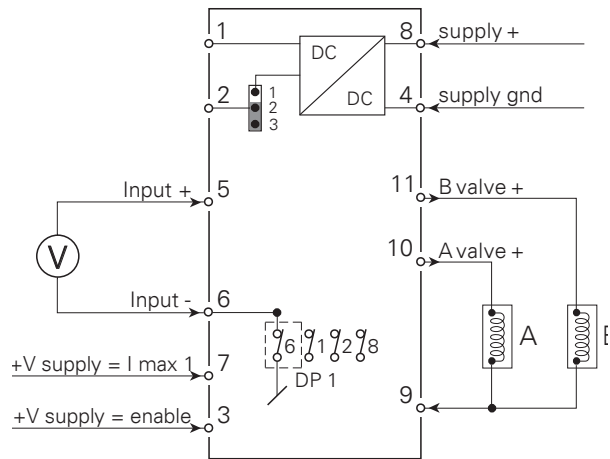 1
8
supply +
DC
DC
2
1
2
3
4
supply gnd
11
B valve +
Input +
5
10
A valve +
V
Input -
6
A
B
6 1 2 8
DP 1
+V supply = I max 1
7
9
+V supply = enable
3